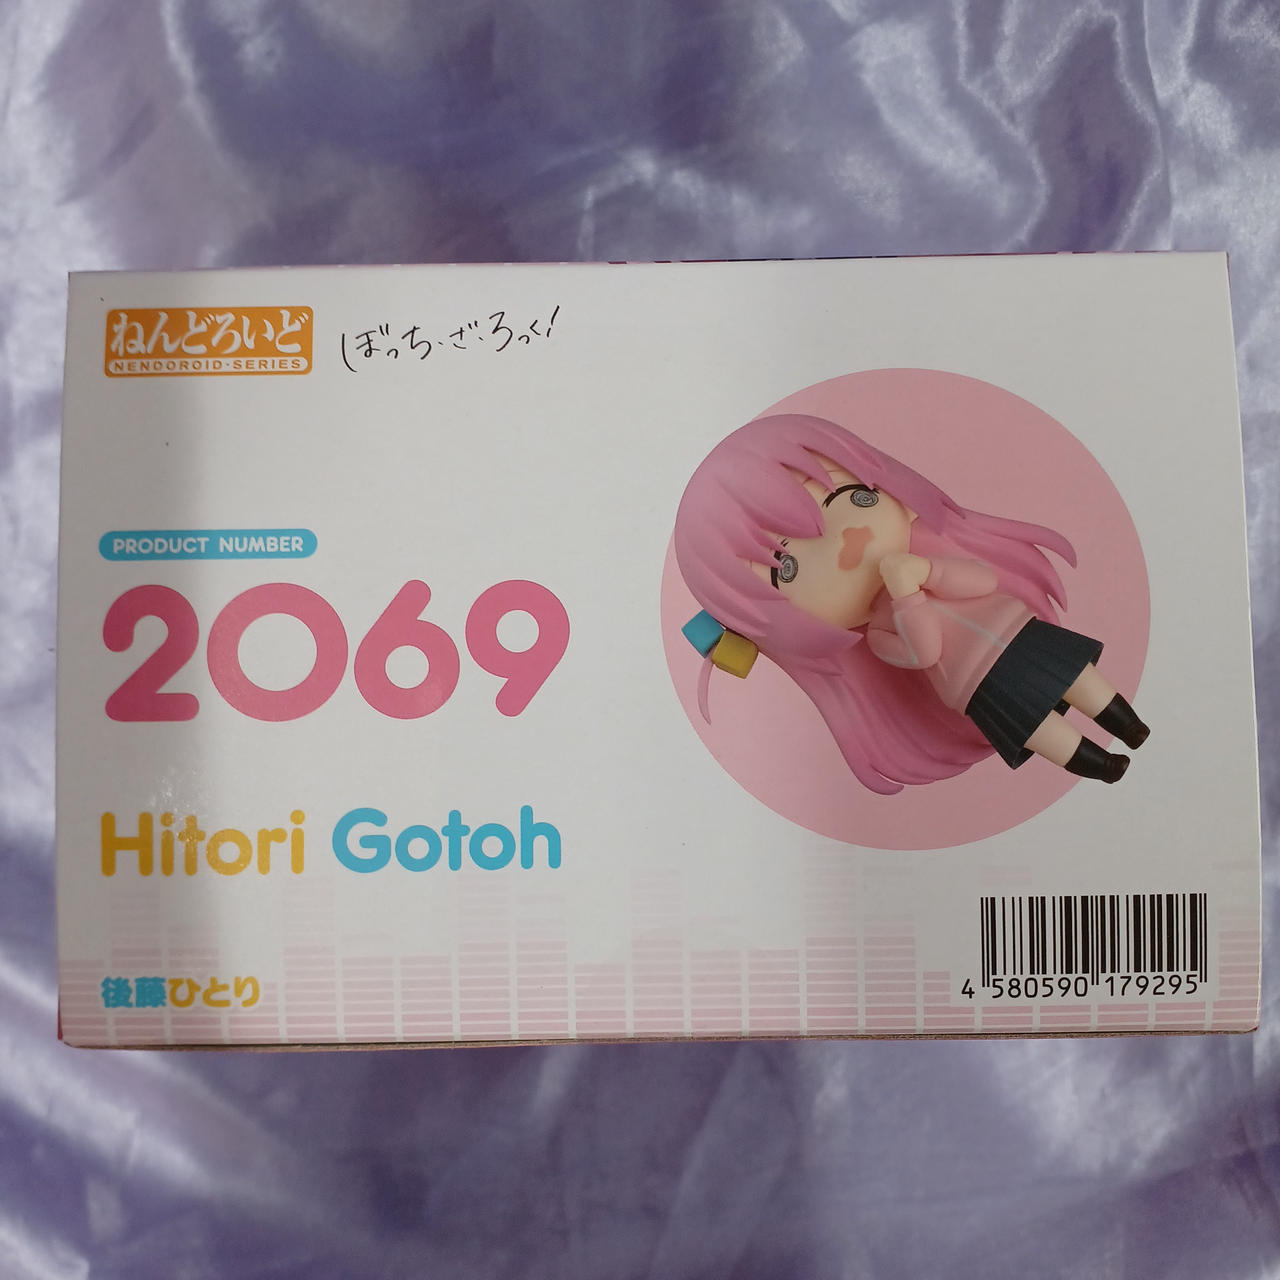 ねんどろいど
NENDOROID・SERIES
ぼっち・ざ・ろっく!
PRODUCT NUMBER
2069
Hitori Gotoh
後藤ひとり
4 580590 179295